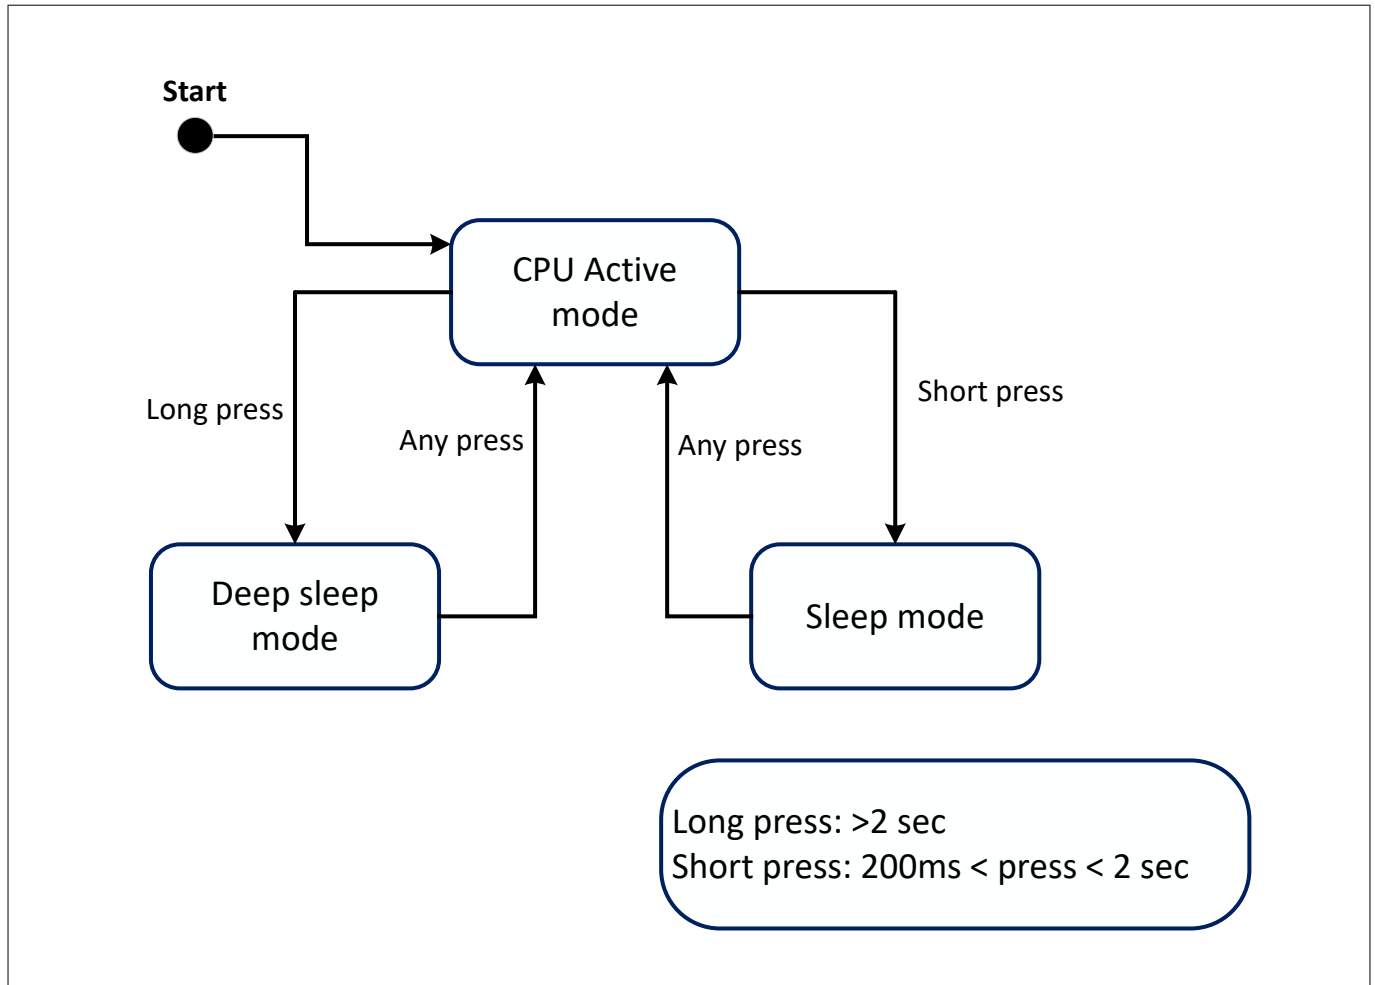 Start
CPU Active
mode
Long press
Any press
Any press
Short press
Deep sleep
mode
Sleep mode
Long press: >2 sec
Short press: 200ms < press < 2 sec